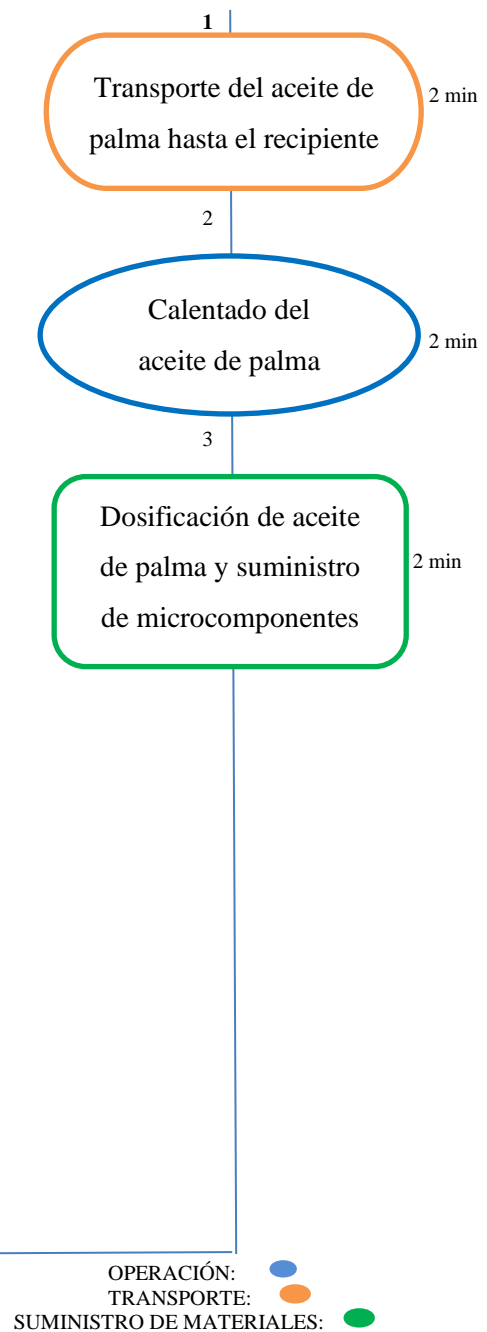 1
Transporte del aceite de
palma hasta el recipiente
2 min
2
Calentado del
aceite de palma
2 min
3
Dosificación de aceite
de palma y suministro
de microcomponentes
2 min
OPERACIÓN:
TRANSPORTE:
SUMINISTRO DE MATERIALES: